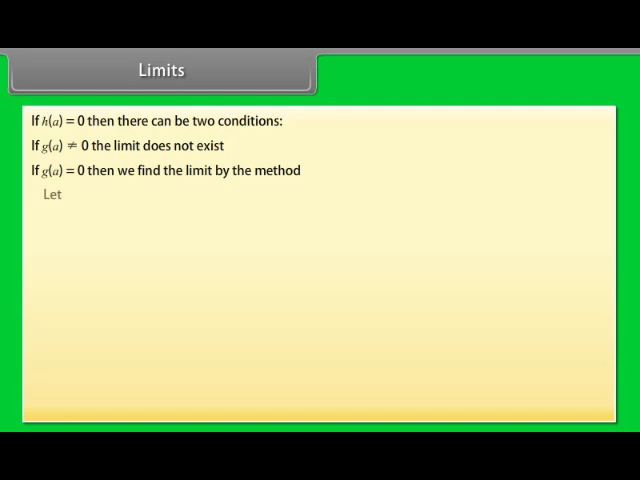 Limits
If h(a) = 0 then there can be two conditions:
If g(a) ≠ 0 the limit does not exist
If g(a) = 0 then we find the limit by the method
Let